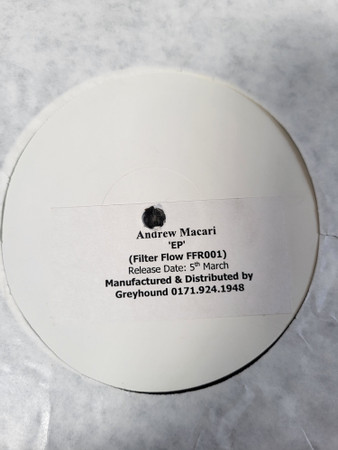 Andrew Macari
'EP'
(Filter Flow FFR001)
Release Date: 5th March
Manufactured & Distributed by
Greyhound 0171.924.1948